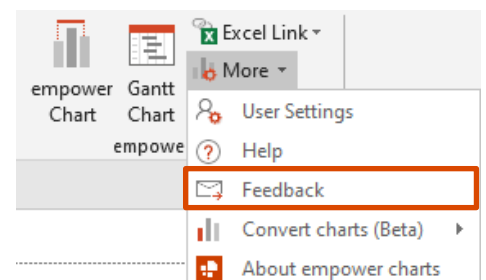 Excel Link
More
empower Chart
Gantt Chart
empowe
User Settings
Help
Feedback
Convert charts (Beta)
About empower charts